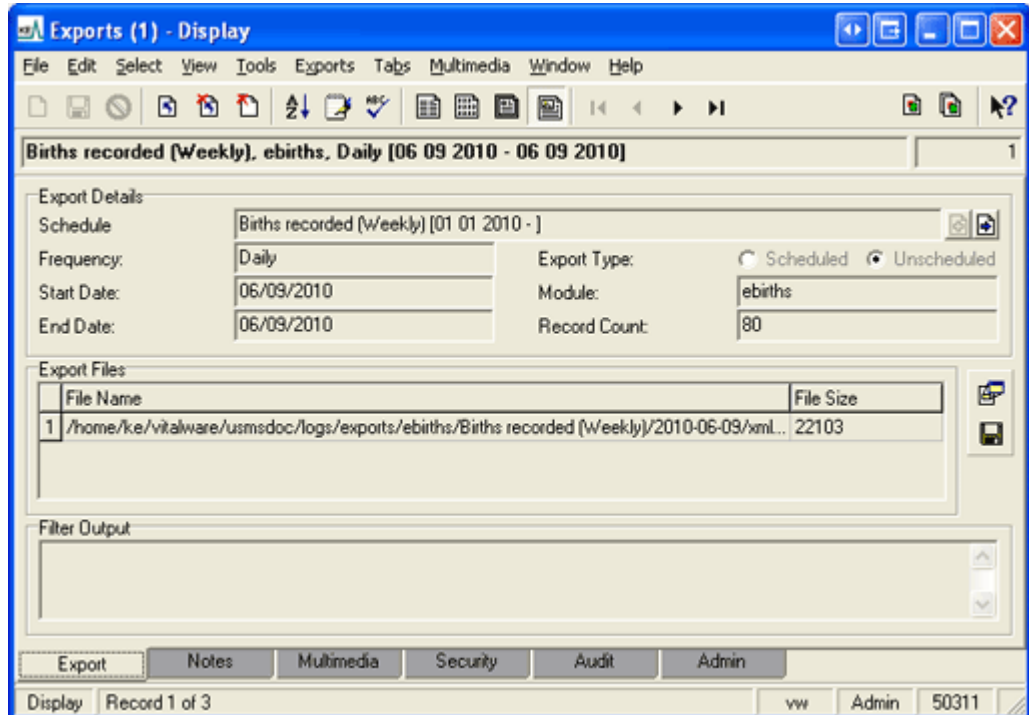 Exports (1) - Display
File Edit Select View Tools Exports Tabs Multimedia Window Help
Births recorded (Weekly), ebirths, Daily [06 09 2010 - 06 09 2010] 1
Export Details
Schedule Births recorded (Weekly) [01 01 2010 - ]
Frequency: Daily Export Type: Scheduled Unscheduled
Start Date: 06/09/2010 Module: ebirths
End Date: 06/09/2010 Record Count: 80
Export Files
File Name File Size
1 /home/ke/vitalware/usmsdoc/logs/exports/ebirths/Births recorded (Weekly)/2010-06-09/xml... 22103
Filter Output
Export Notes Multimedia Security Audit Admin
Display Record 1 of 3 vw Admin 50311